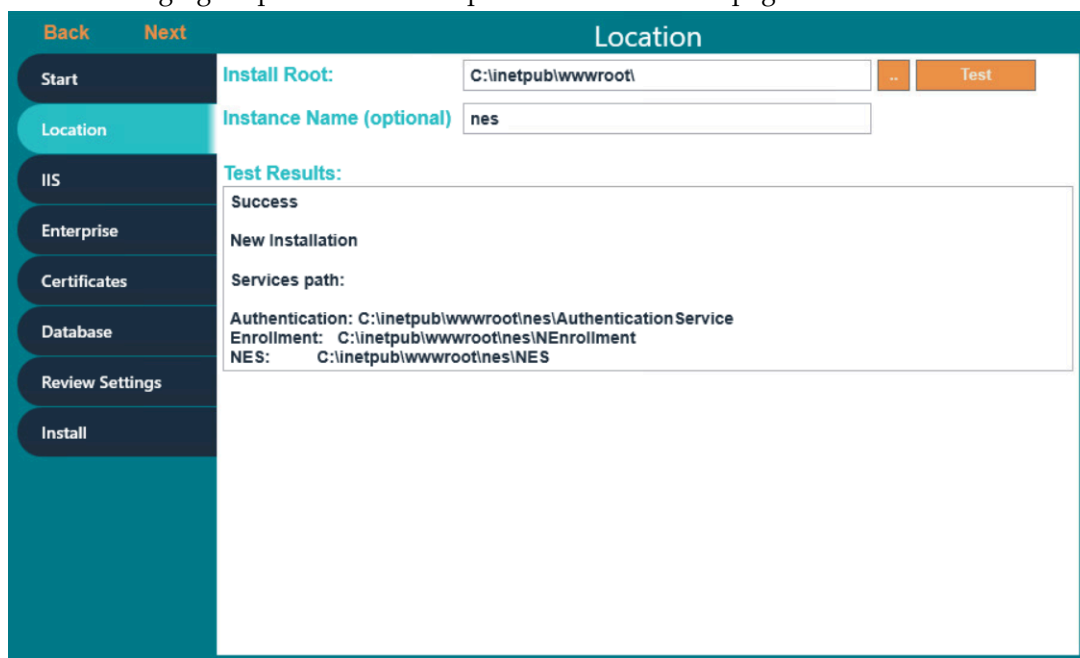 Back Next Location
Start
Location
IIS
Enterprise
Certificates
Database
Review Settings
Install
Install Root: C:\inetpub\wwwroot\ .. Test
Instance Name (optional) nes
Test Results:
Success
New Installation
Services path:
Authentication: C:\inetpub\wwwroot\nes\AuthenticationService
Enrollment: C:\inetpub\wwwroot\nes\NEnrollment
NES: C:\inetpub\wwwroot\nes\NES